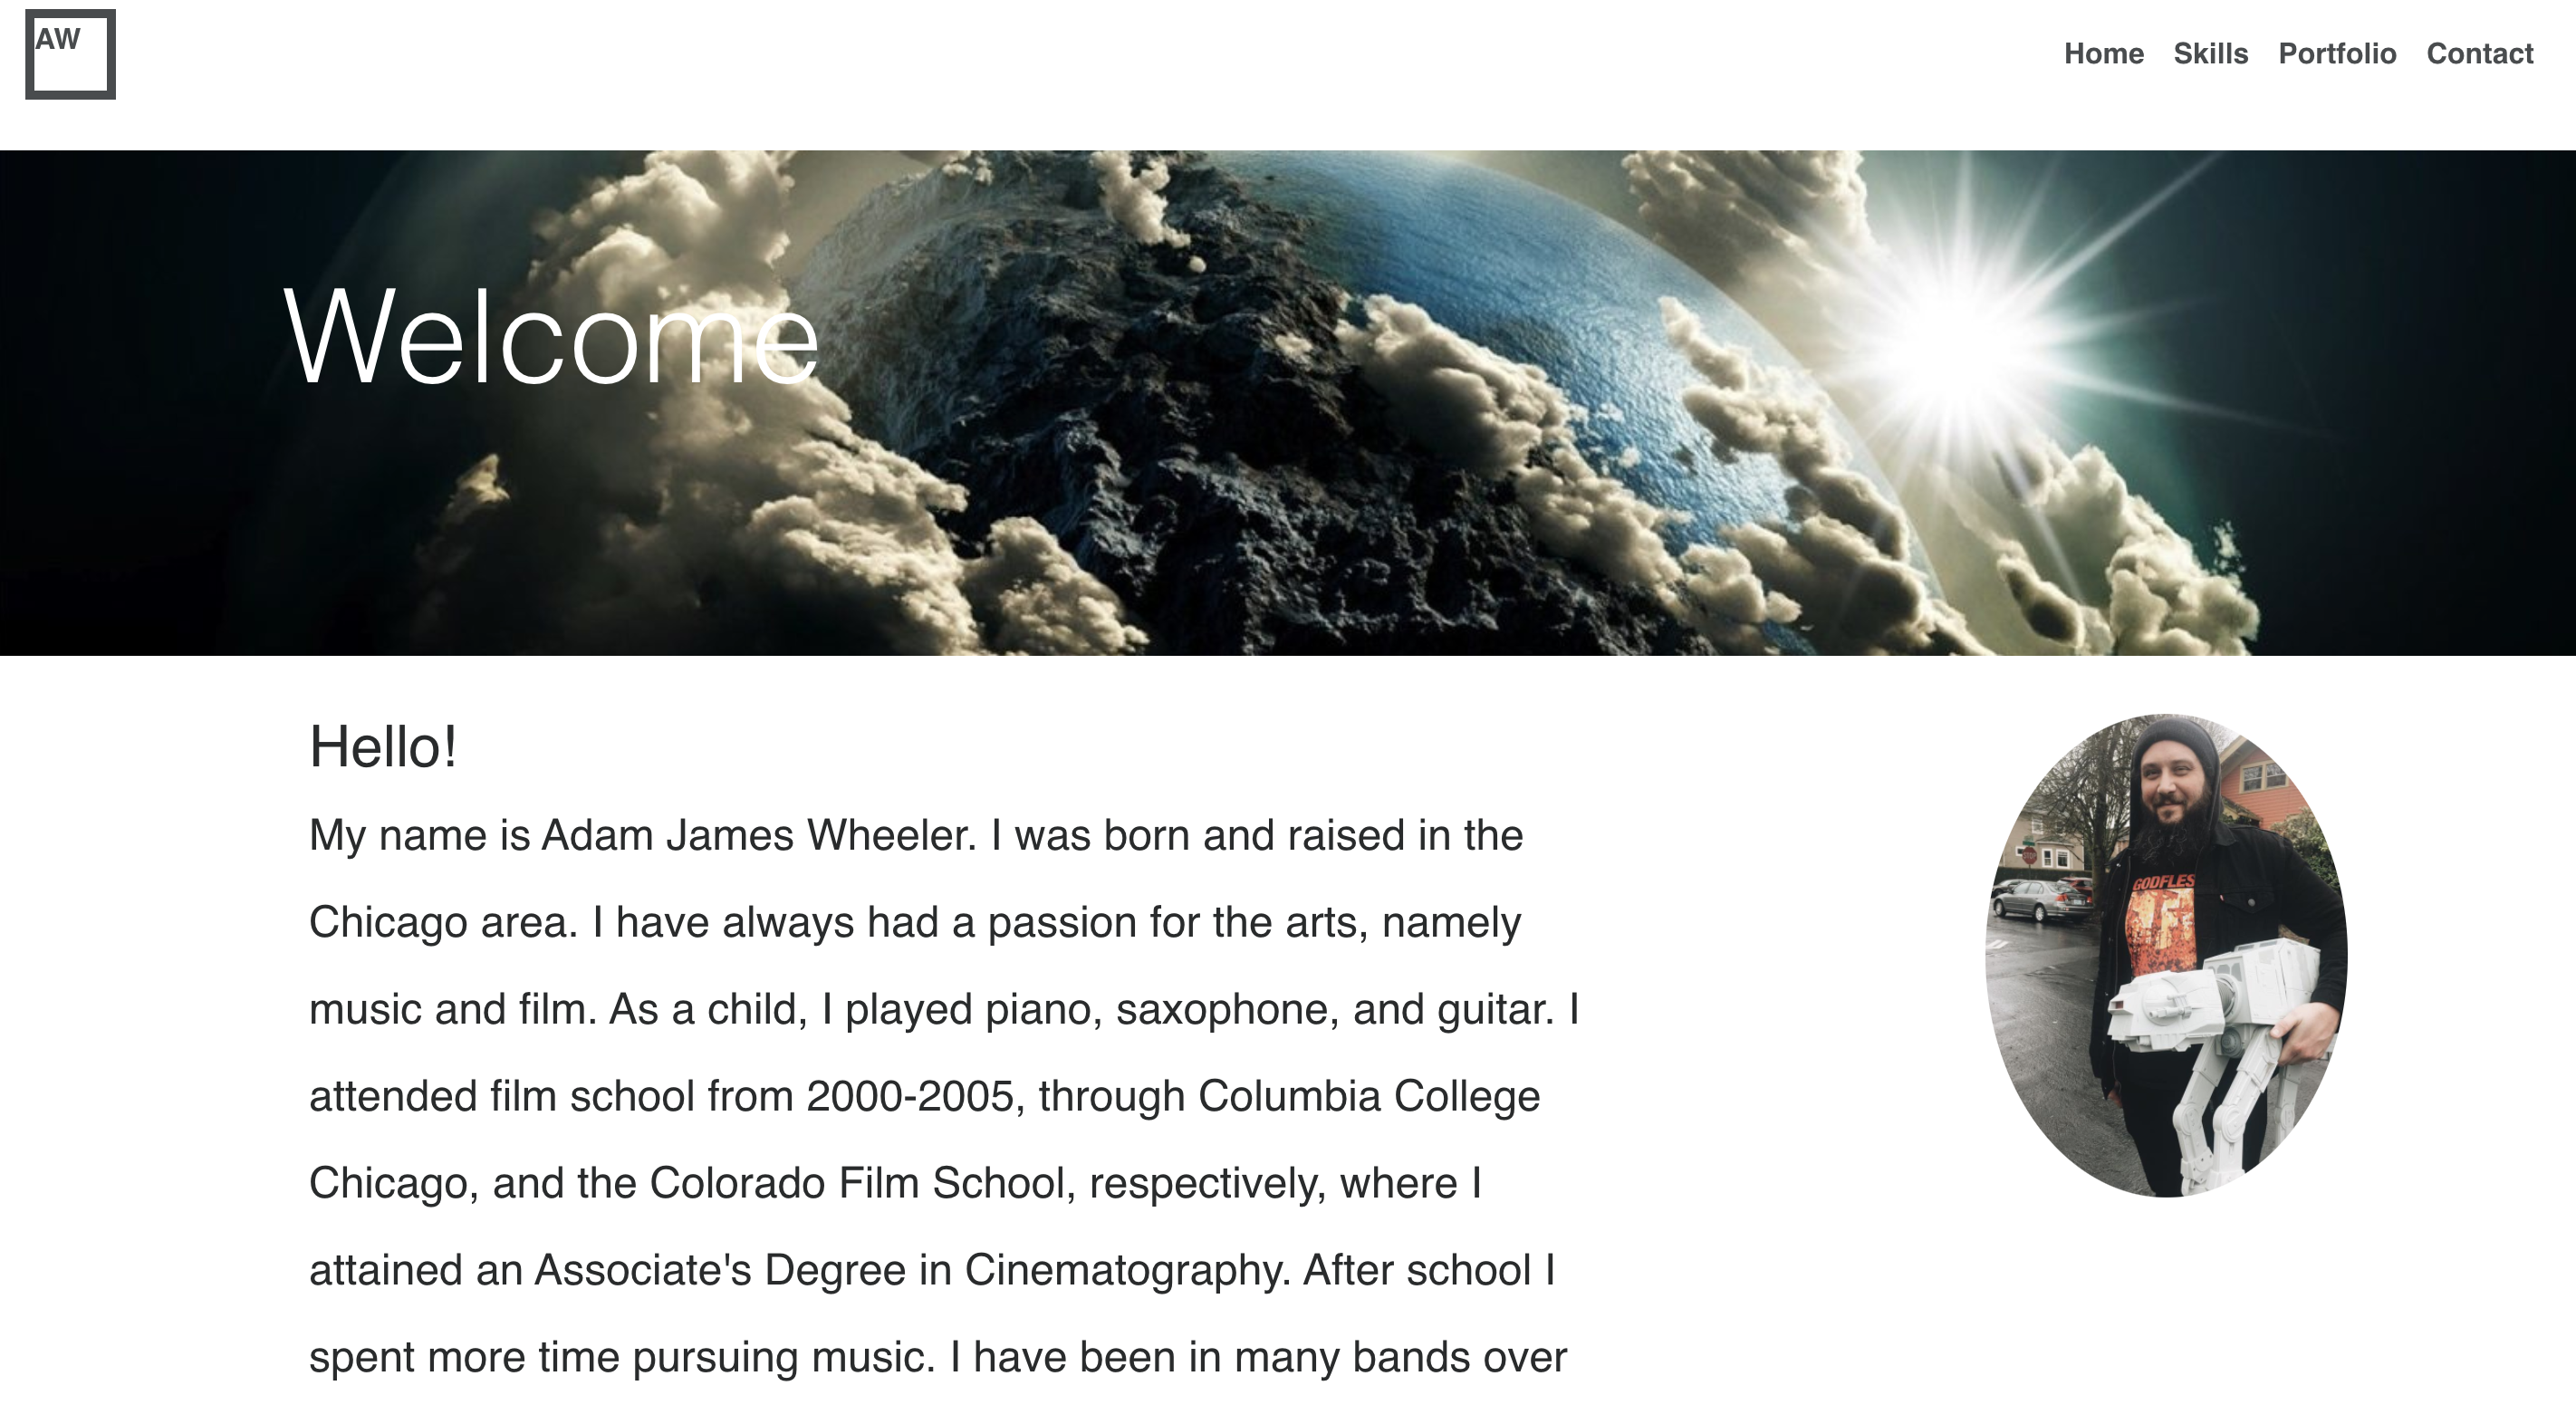 AW
Home Skills Portfolio Contact
Welcome
Hello!
My name is Adam James Wheeler. I was born and raised in the
Chicago area. I have always had a passion for the arts, namely
music and film. As a child, I played piano, saxophone, and guitar. I
attended film school from 2000-2005, through Columbia College
Chicago, and the Colorado Film School, respectively, where I
attained an Associate's Degree in Cinematography. After school I
spent more time pursuing music. I have been in many bands over
GODFLES